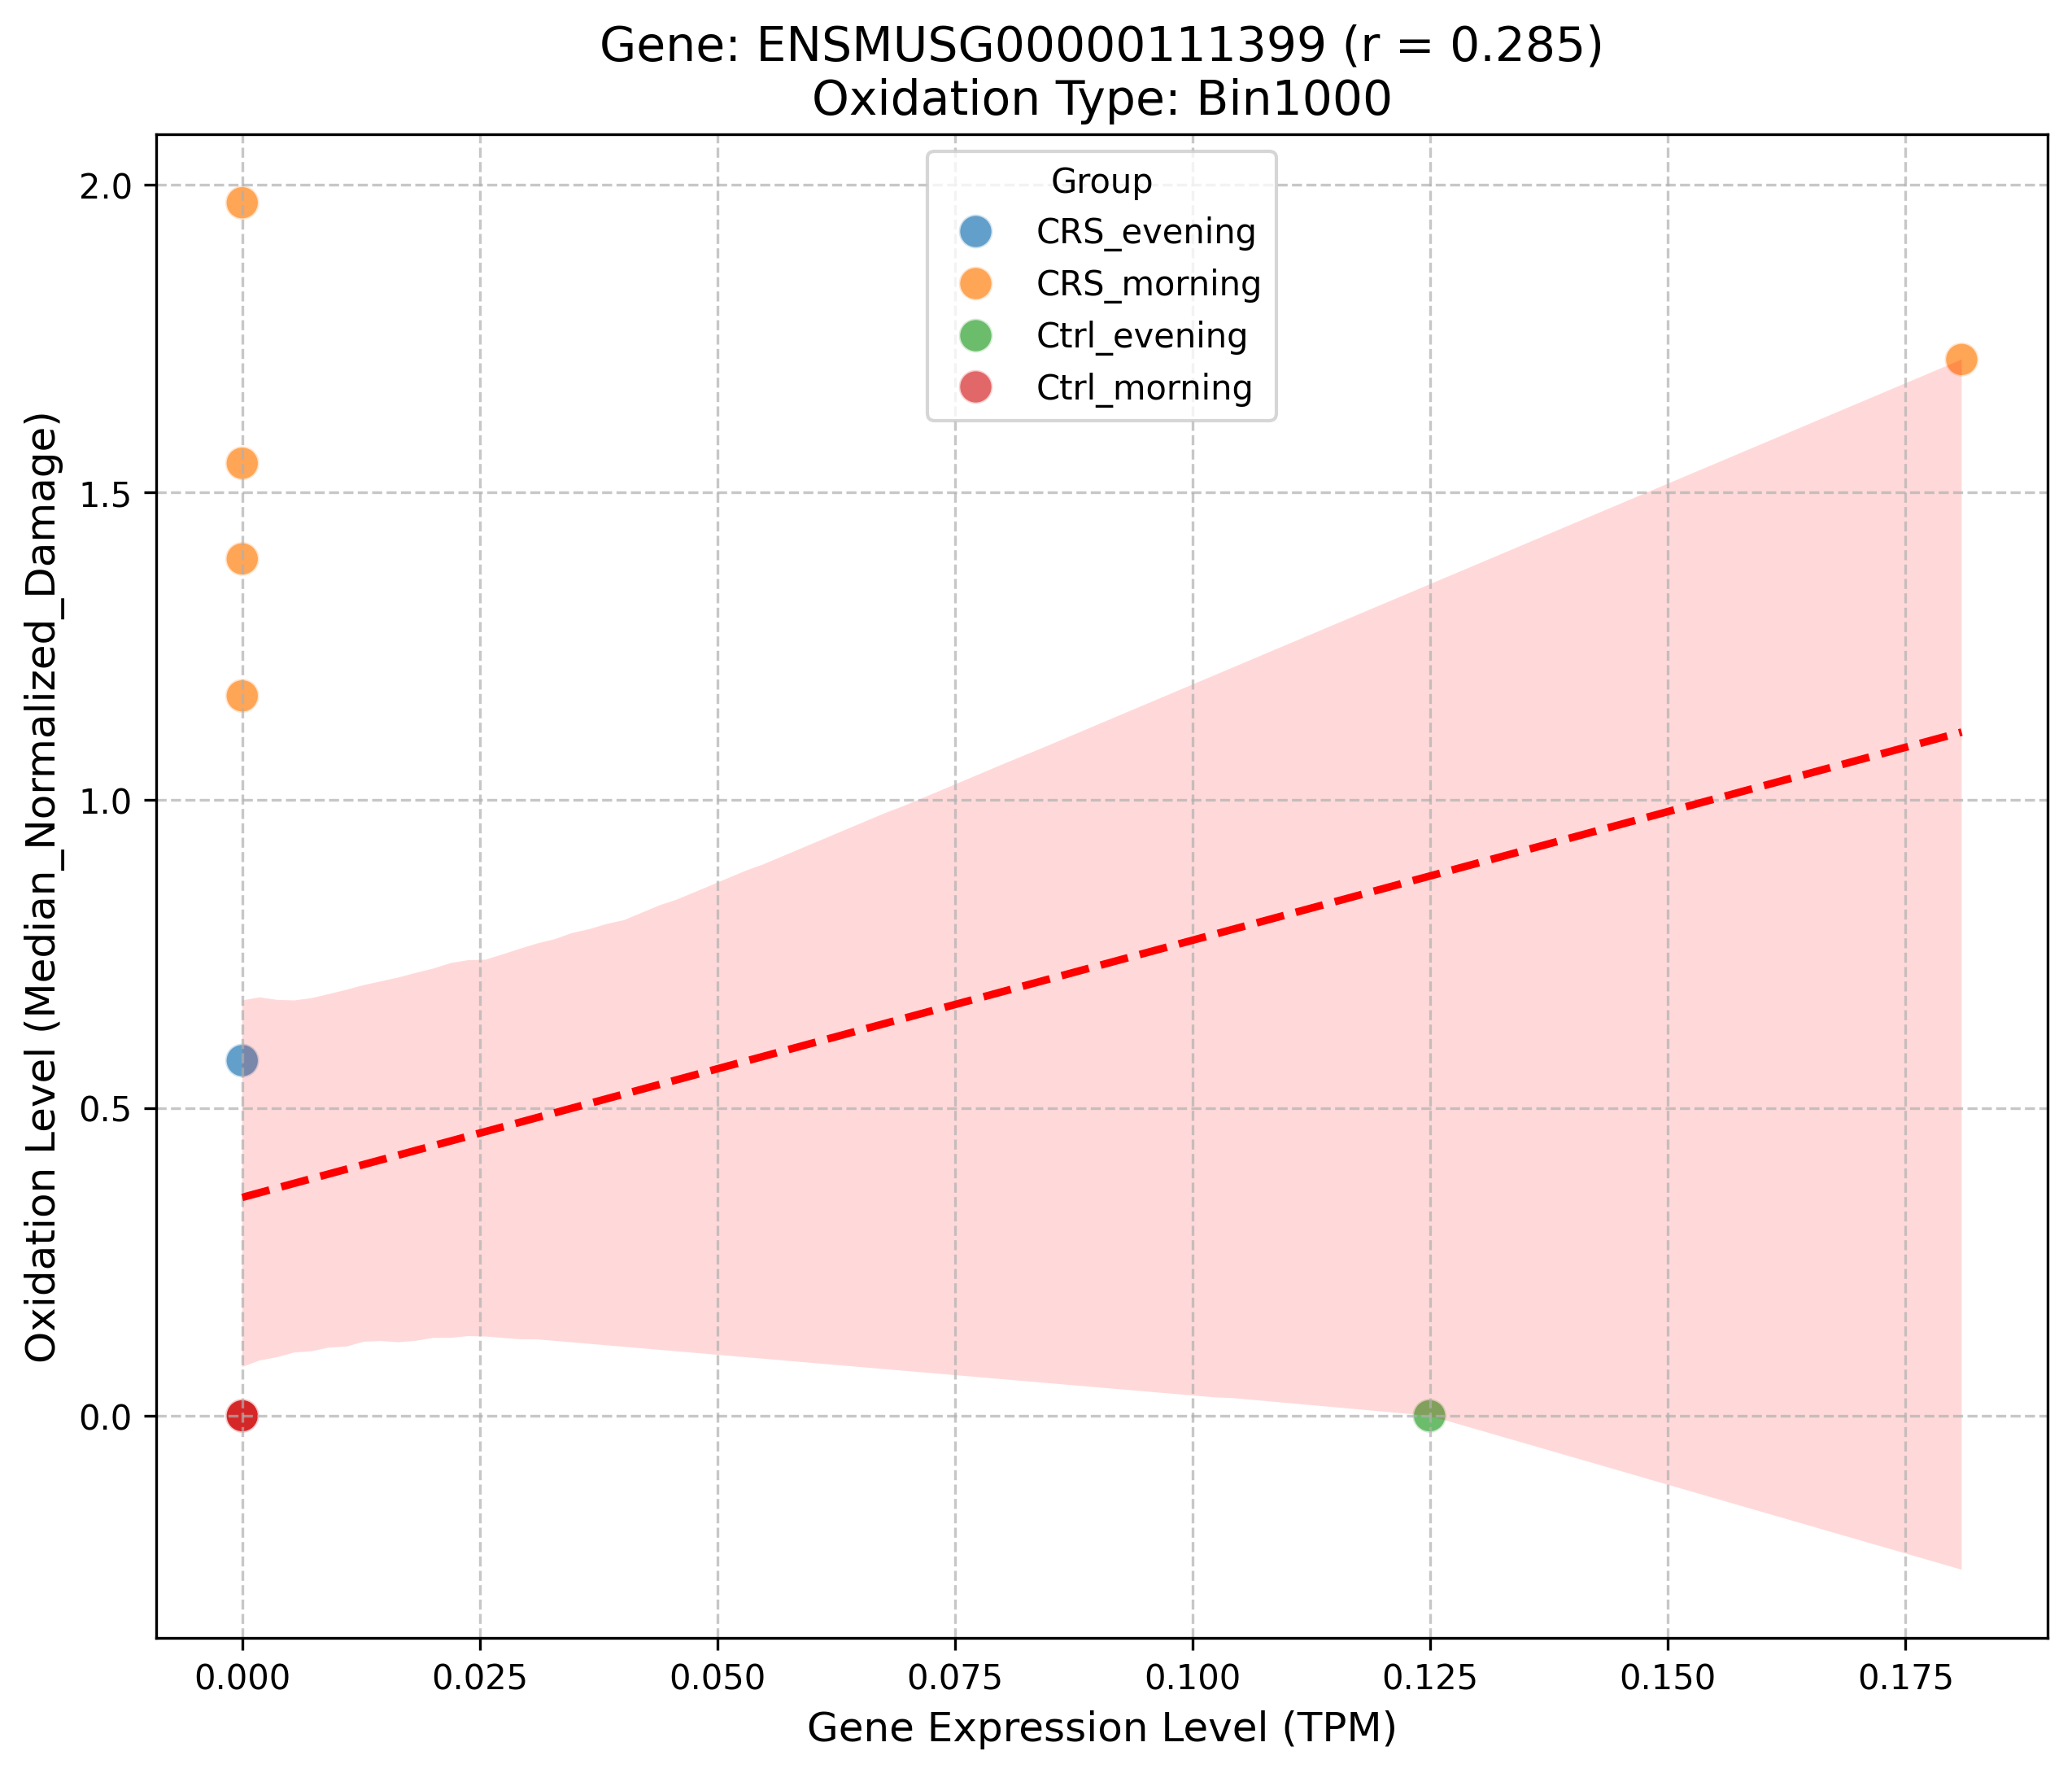 Gene: ENSMUSG00000111399 (r = 0.285)
Oxidation Type: Bin1000
Group
CRS_evening
CRS_morning
Ctrl_evening
Ctrl_morning
Oxidation Level (Median_Normalized_Damage)
2.0
1.5
1.0
0.5
0.0
0.000 0.025 0.050 0.075 0.100 0.125 0.150 0.175
Gene Expression Level (TPM)